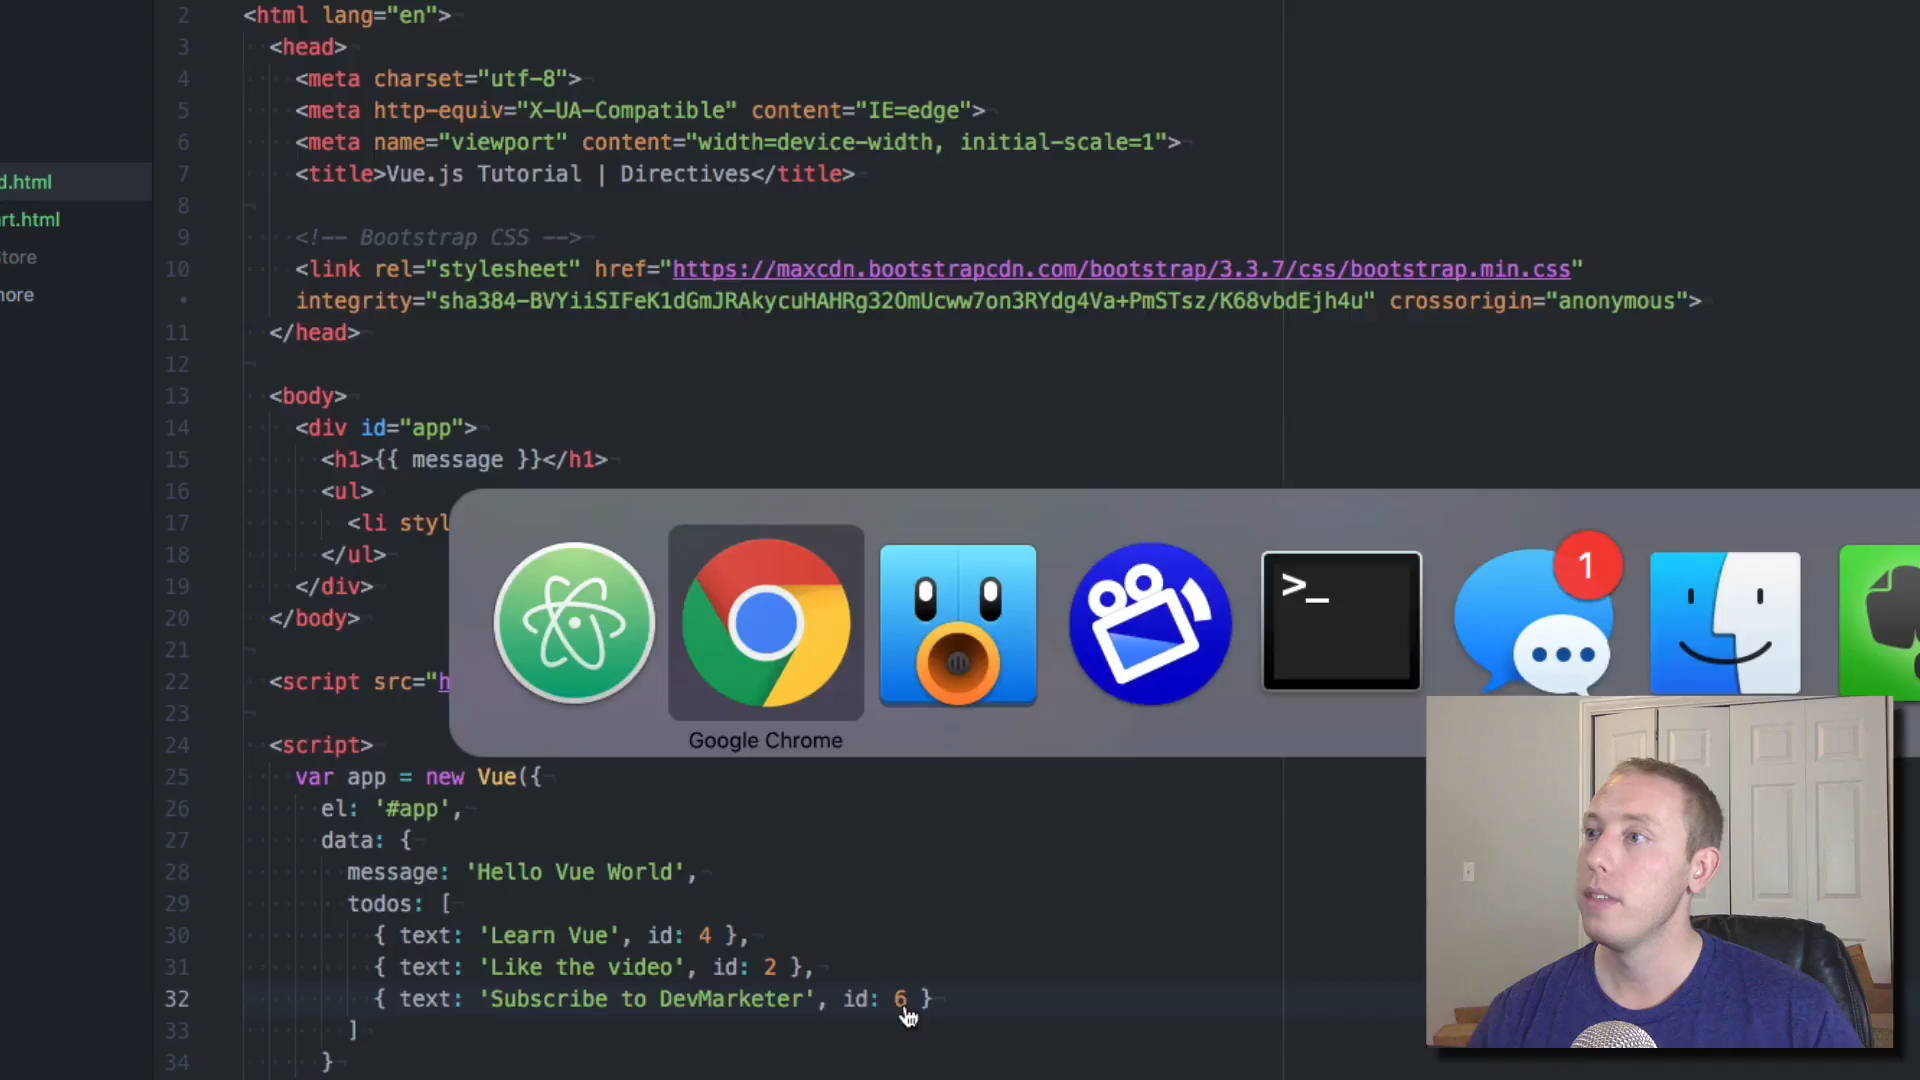 2 <html lang="en">
3 <head>
4 <meta charset="utf-8">
5 <meta http-equiv="X-UA-Compatible" content="IE=edge">
6 <meta name="viewport" content="width=device-width, initial-scale=1">
7 <title>Vue.js Tutorial | Directives</title>
8
9 <!-- Bootstrap CSS -->
10 <link rel="stylesheet" href="https://maxcdn.bootstrapcdn.com/bootstrap/3.3.7/css/bootstrap.min.css"
integrity="sha384-BVYiiSIFeK1dGmJRAkycuHAHRg32OmUcww7on3RYdg4Va+PmSTsz/K68vbdEjh4u" crossorigin="anonymous">
11 </head>
12
13 <body>
14 <div id="app">
15 <h1>{{ message }}</h1>
16 <ul>
17 <li styl
18 </ul>
19 </div>
20 </body>
21
22 <script src="h
23
24 <script>
25 var app = new Vue({
26 el: '#app',
27 data: {
28 message: 'Hello Vue World',
29 todos: [
30 { text: 'Learn Vue', id: 4 },
31 { text: 'Like the video', id: 2 },
32 { text: 'Subscribe to DevMarketer', id: 6 }
33 ]
34 }
d.html
rt.html
tore
nore
>_
1
Google Chrome